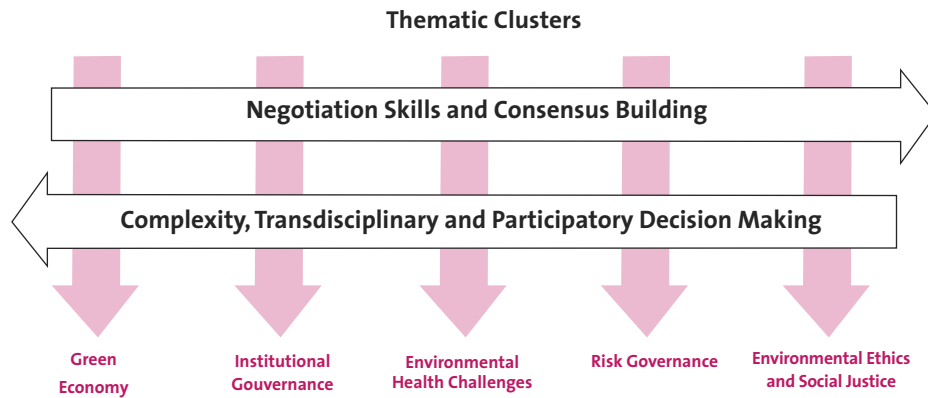 Thematic Clusters
Negotiation Skills and Consensus Building
Complexity, Transdisciplinary and Participatory Decision Making
Green
Economy
Institutional
Gouvernance
Environmental
Health Challenges
Risk Governance
Environmental Ethics
and Social Justice